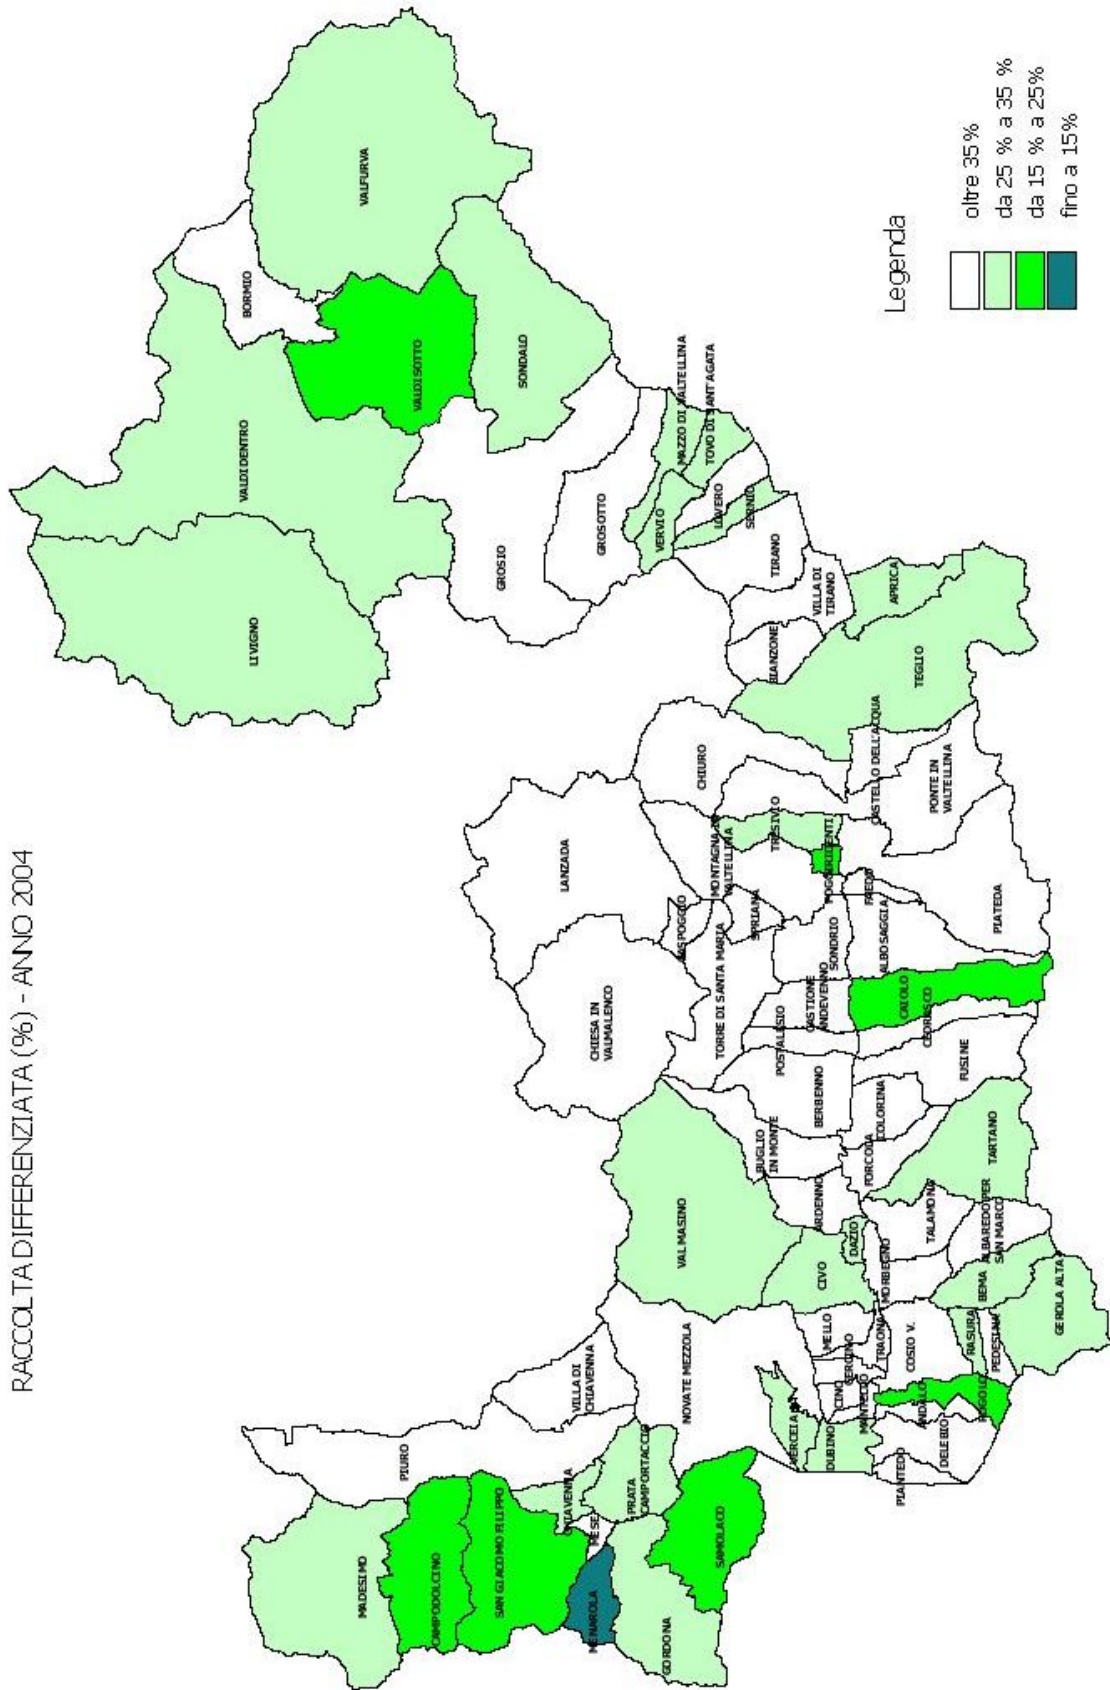 RACCOLTA DIFFERENZIATA (%) - ANNO 2004
MADESIMO
CAMPODOLCINO
SAN GIACOMO FILIPPO
PIURO
VILLA DI
CHIAVENNA
CHIAVENNA
MESE
MENAROLA
PRATA
CAMPORTACCIO
GORDONA
SAMOLACO
NOVATE MEZZOLA
VERCEIA
DUBINO
CINO
MANTELLO
CERCINO
MELLO
TRAONA
CIVO
DAZIO
VALMASINO
ARDENNO
BUGLIO
IN MONTE
MORBEGNO
TALAMONA
COSIO V.
ANDALO
ROGOLO
DELEBIO
PIANTEDO
RASURA
PEDESINA
BEMA
GEROLA ALTA
ALBAREDO PER
SAN MARCO
TARTANO
FORCOLA
COLORINA
BERBENNO
FUSINE
CEDRASCO
CAIOLO
POSTALESIO
CASTIONE
ANDEVENNO
CHIESA IN
VALMALENCO
TORRE DI SANTA MARIA
LANZADA
CASPOGGIO
SPRIANA
SONDRIO
ALBOSAGGIA
FAEDO
PIATEDA
MONTAGNA IN
VALTELLINA
POGGIRIDENTI
TRESIVIO
CHIURO
CASTELLO DELL'ACQUA
PONTE IN
VALTELLINA
TEGLIO
APRICA
BIANZONE
VILLA DI
TIRANO
TIRANO
SERNIO
LOVERO
VERVIO
TOVO DI SANT'AGATA
MAZZO DI VALTELLINA
GROSOTTO
GROSIO
SONDALO
VALDISOTTO
VALFURVA
BORMIO
VALDIDENTRO
LIVIGNO
Legenda
oltre 35%
da 25 % a 35 %
da 15 % a 25%
fino a 15%